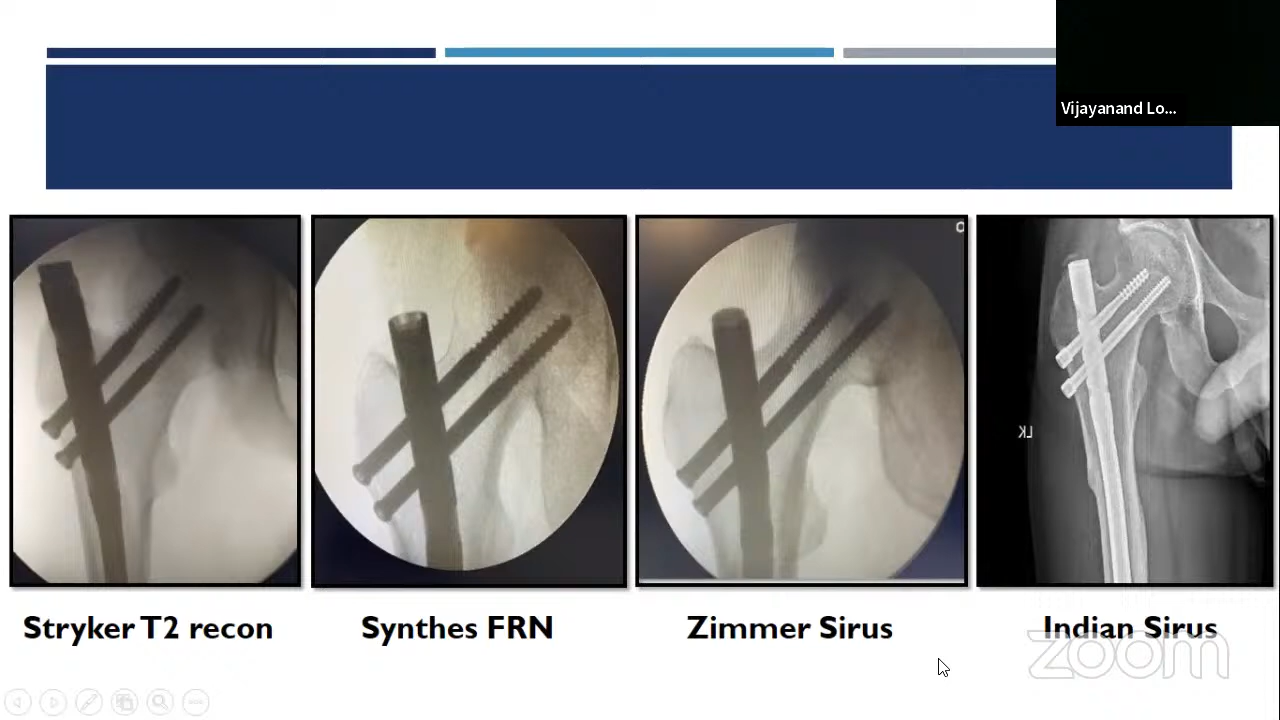 Vijayanand Lo...
O
LK
Stryker T2 recon
Synthes FRN
Zimmer Sirus
Indian Sirus
zoom